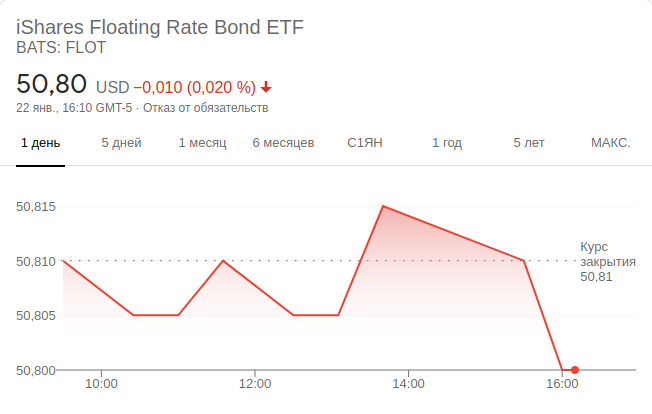 iShares Floating Rate Bond ETF
BATS: FLOT
50,80 USD −0,010 (0,020 %)
22 янв., 16:10 GMT-5 · Отказ от обязательств
1 день 5 дней 1 месяц 6 месяцев С1ЯН 1 год 5 лет МАКС.
50,815
50,810
50,805
50,800
Курс
закрытия
50,81
10:00 12:00 14:00 16:00